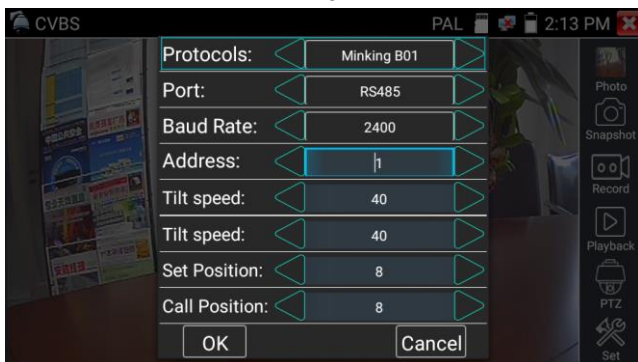 CVBS
PAL
2:13 PM
Protocols: Minking B01
Port: RS485
Baud Rate: 2400
Address: 1
Tilt speed: 40
Tilt speed: 40
Set Position: 8
Call Position: 8
OK
Cancel
Photo
Snapshot
Record
Playback
PTZ
Set